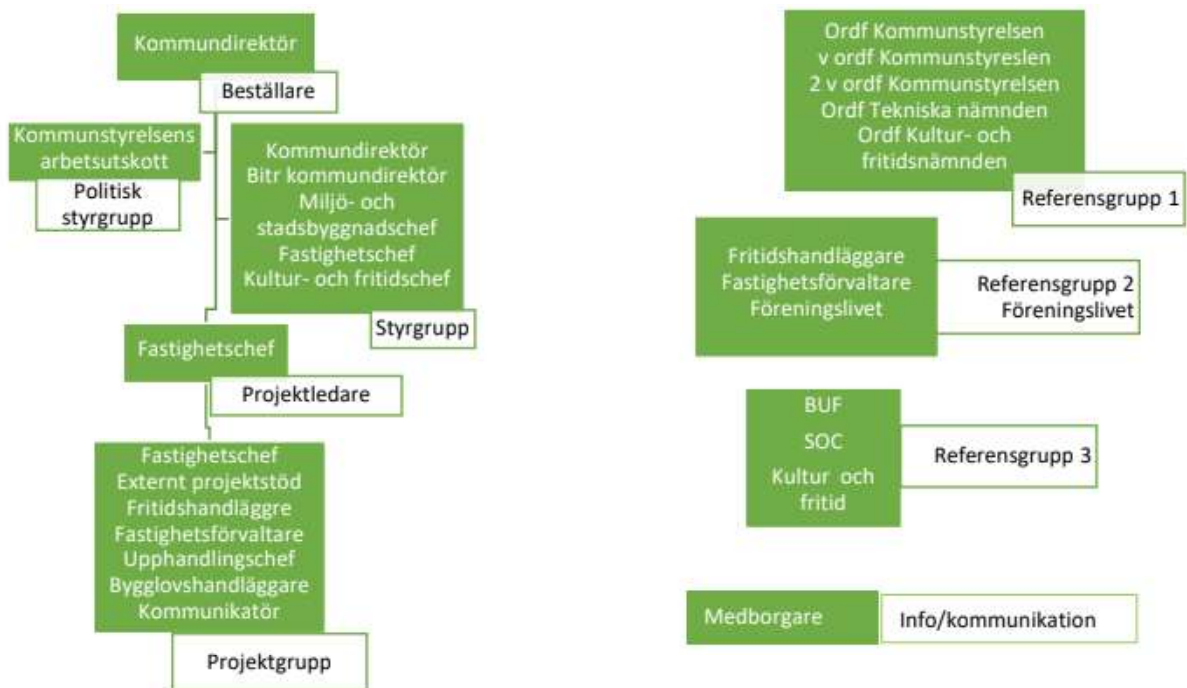 Kommundirektör
Beställare
Kommunstyrelsens
arbetsutskott
Politisk
styrgrupp
Kommundirektör
Bitr kommundirektör
Miljö- och
stadsbyggnadschef
Fastighetschef
Kultur- och fritidschef
Styrgrupp
Fastighetschef
Projektledare
Fastighetschef
Externt projektstöd
Fritidshandläggre
Fastighetsförvaltare
Upphandlingschef
Bygglovshandläggare
Kommunikatör
Projektgrupp
Ordf Kommunstyrelsen
v ordf Kommunstyreslen
2 v ordf Kommunstyrelsen
Ordf Tekniska nämnden
Ordf Kultur- och
fritidsnämnden
Referensgrupp 1
Fritidshandläggare
Fastighetsförvaltare
Föreningslivet
Referensgrupp 2
Föreningslivet
BUF
SOC
Kultur och
fritid
Referensgrupp 3
Medborgare
Info/kommunikation